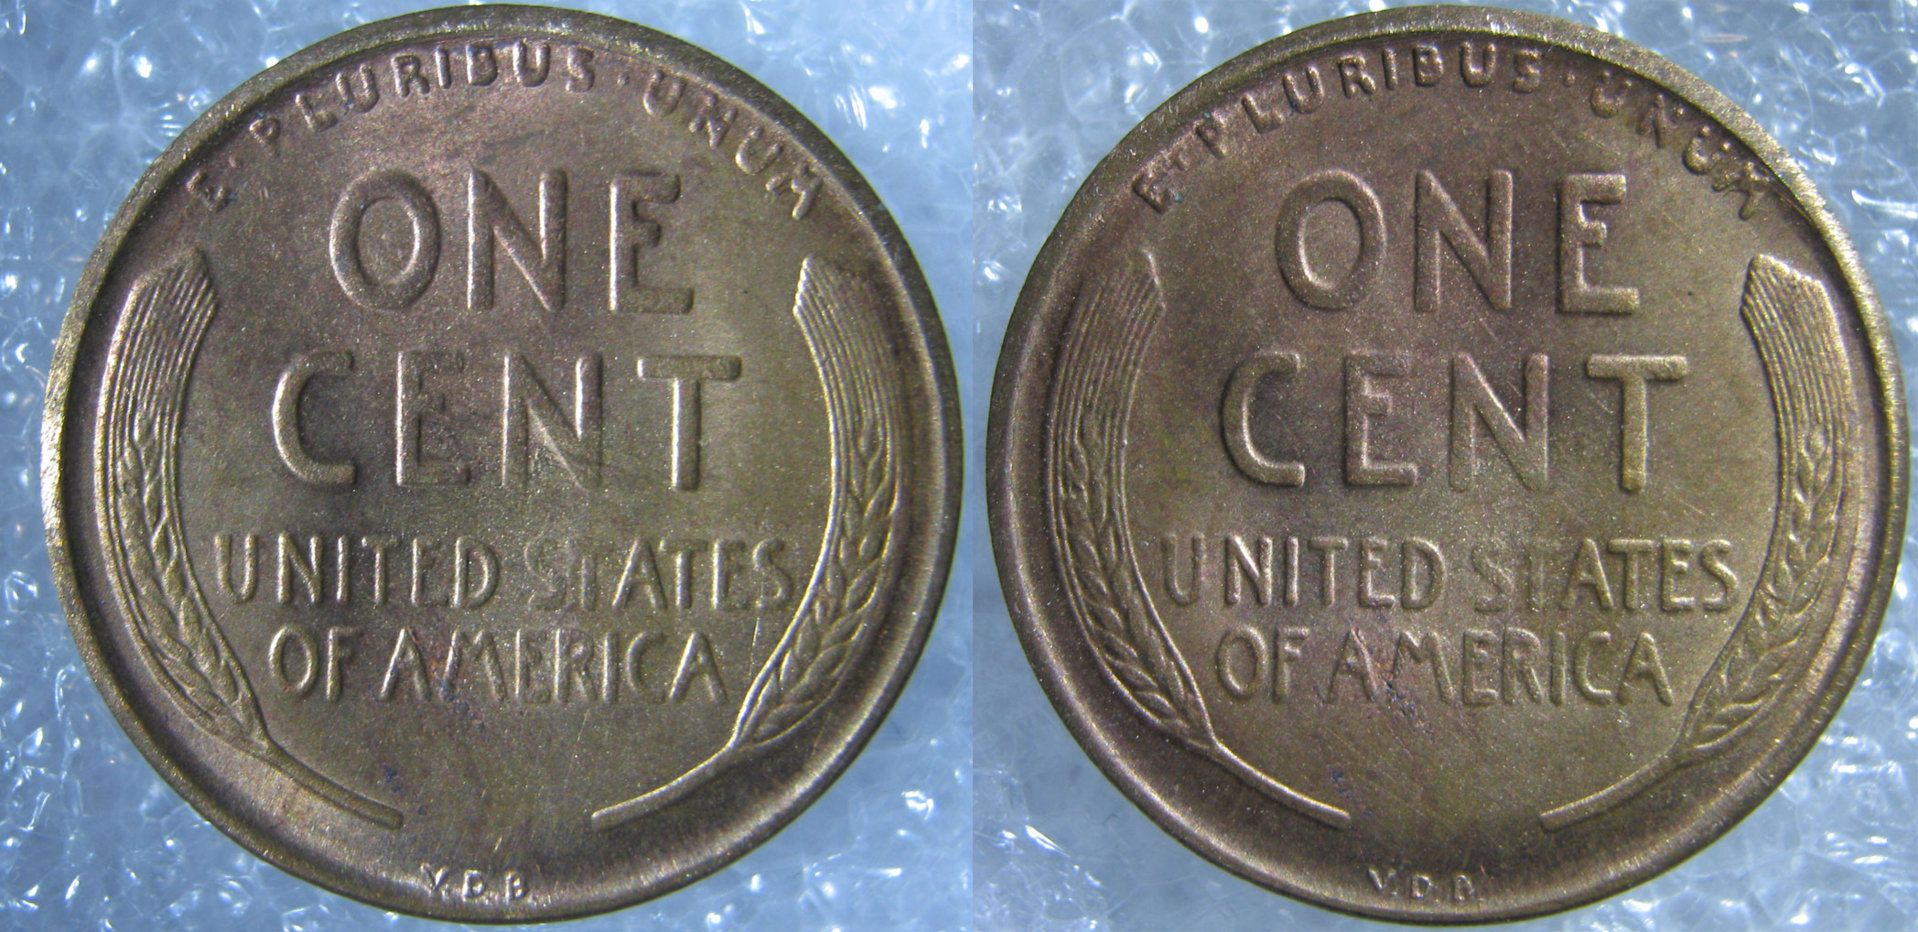 E·PLURIBUS·UNUM
ONE
CENT
UNITED STATES
OF AMERICA
V.D.B.
E·PLURIBUS·UNUM
ONE
CENT
UNITED STATES
OF AMERICA
V.D.B.